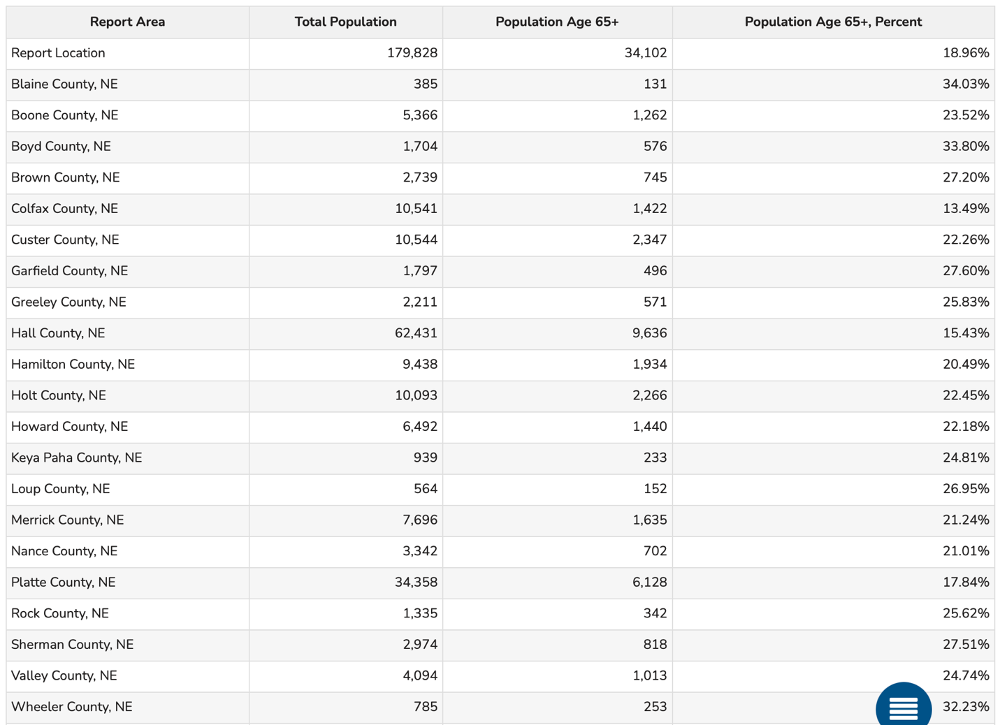 Report Area Total Population Population Age 65+ Population Age 65+, Percent
Report Location 179,828 34,102 18.96%
Blaine County, NE 385 131 34.03%
Boone County, NE 5,366 1,262 23.52%
Boyd County, NE 1,704 576 33.80%
Brown County, NE 2,739 745 27.20%
Colfax County, NE 10,541 1,422 13.49%
Custer County, NE 10,544 2,347 22.26%
Garfield County, NE 1,797 496 27.60%
Greeley County, NE 2,211 571 25.83%
Hall County, NE 62,431 9,636 15.43%
Hamilton County, NE 9,438 1,934 20.49%
Holt County, NE 10,093 2,266 22.45%
Howard County, NE 6,492 1,440 22.18%
Keya Paha County, NE 939 233 24.81%
Loup County, NE 564 152 26.95%
Merrick County, NE 7,696 1,635 21.24%
Nance County, NE 3,342 702 21.01%
Platte County, NE 34,358 6,128 17.84%
Rock County, NE 1,335 342 25.62%
Sherman County, NE 2,974 818 27.51%
Valley County, NE 4,094 1,013 24.74%
Wheeler County, NE 785 253 32.23%